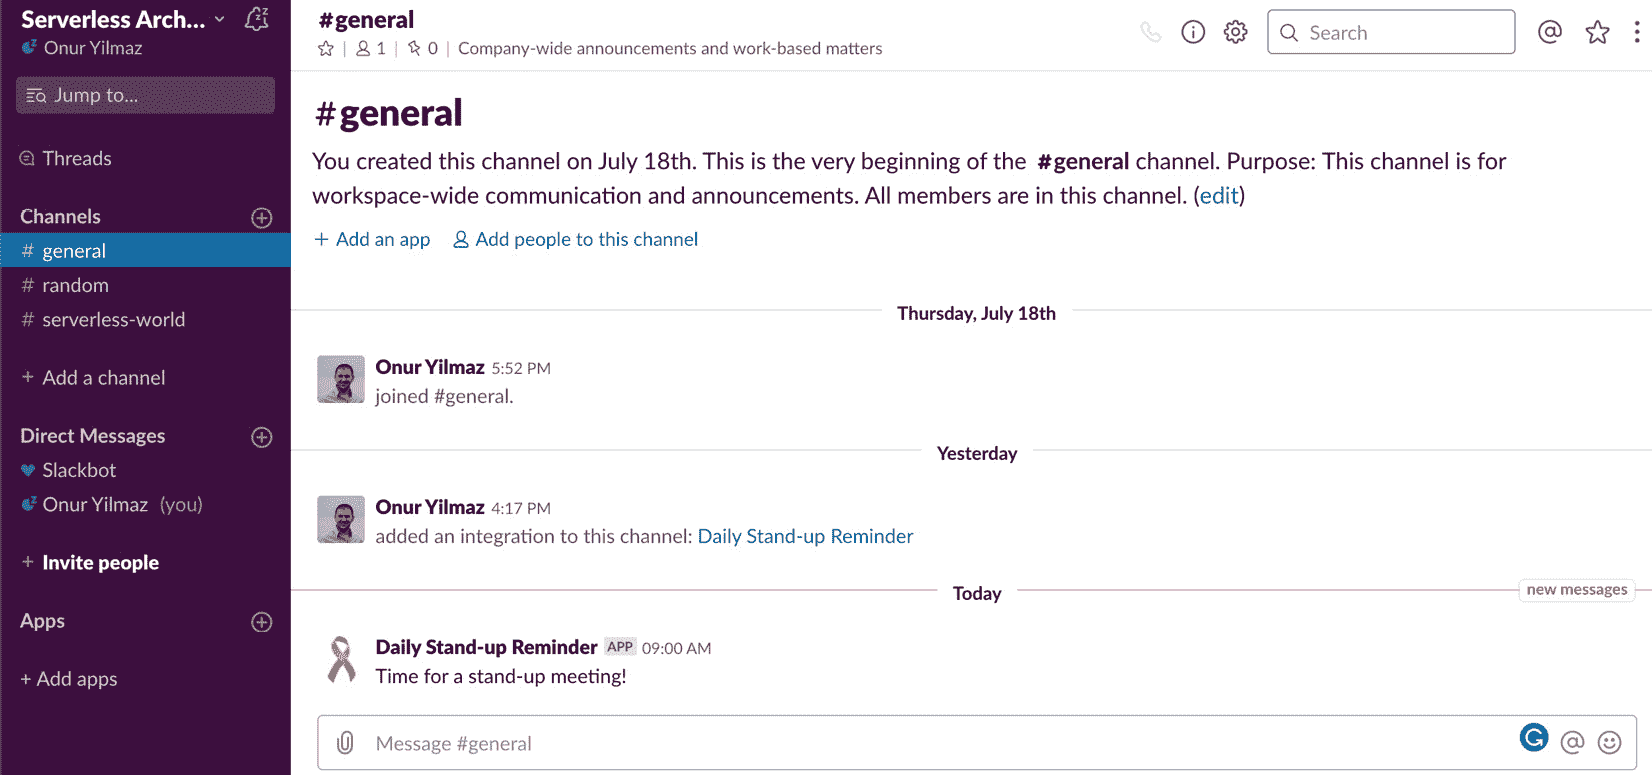 Serverless Arch...
Onur Yilmaz
Jump to...
Threads
Channels
# general
# random
# serverless-world
+ Add a channel
Direct Messages
Slackbot
Onur Yilmaz (you)
+ Invite people
Apps
+ Add apps
#general
1 | 0 | Company-wide announcements and work-based matters
Search
@
#general
You created this channel on July 18th. This is the very beginning of the #general channel. Purpose: This channel is for
workspace-wide communication and announcements. All members are in this channel. (edit)
+ Add an app Add people to this channel
Thursday, July 18th
Onur Yilmaz 5:52 PM
joined #general.
Yesterday
Onur Yilmaz 4:17 PM
added an integration to this channel: Daily Stand-up Reminder
Today
new messages
Daily Stand-up Reminder APP 09:00 AM
Time for a stand-up meeting!
Message #general
@